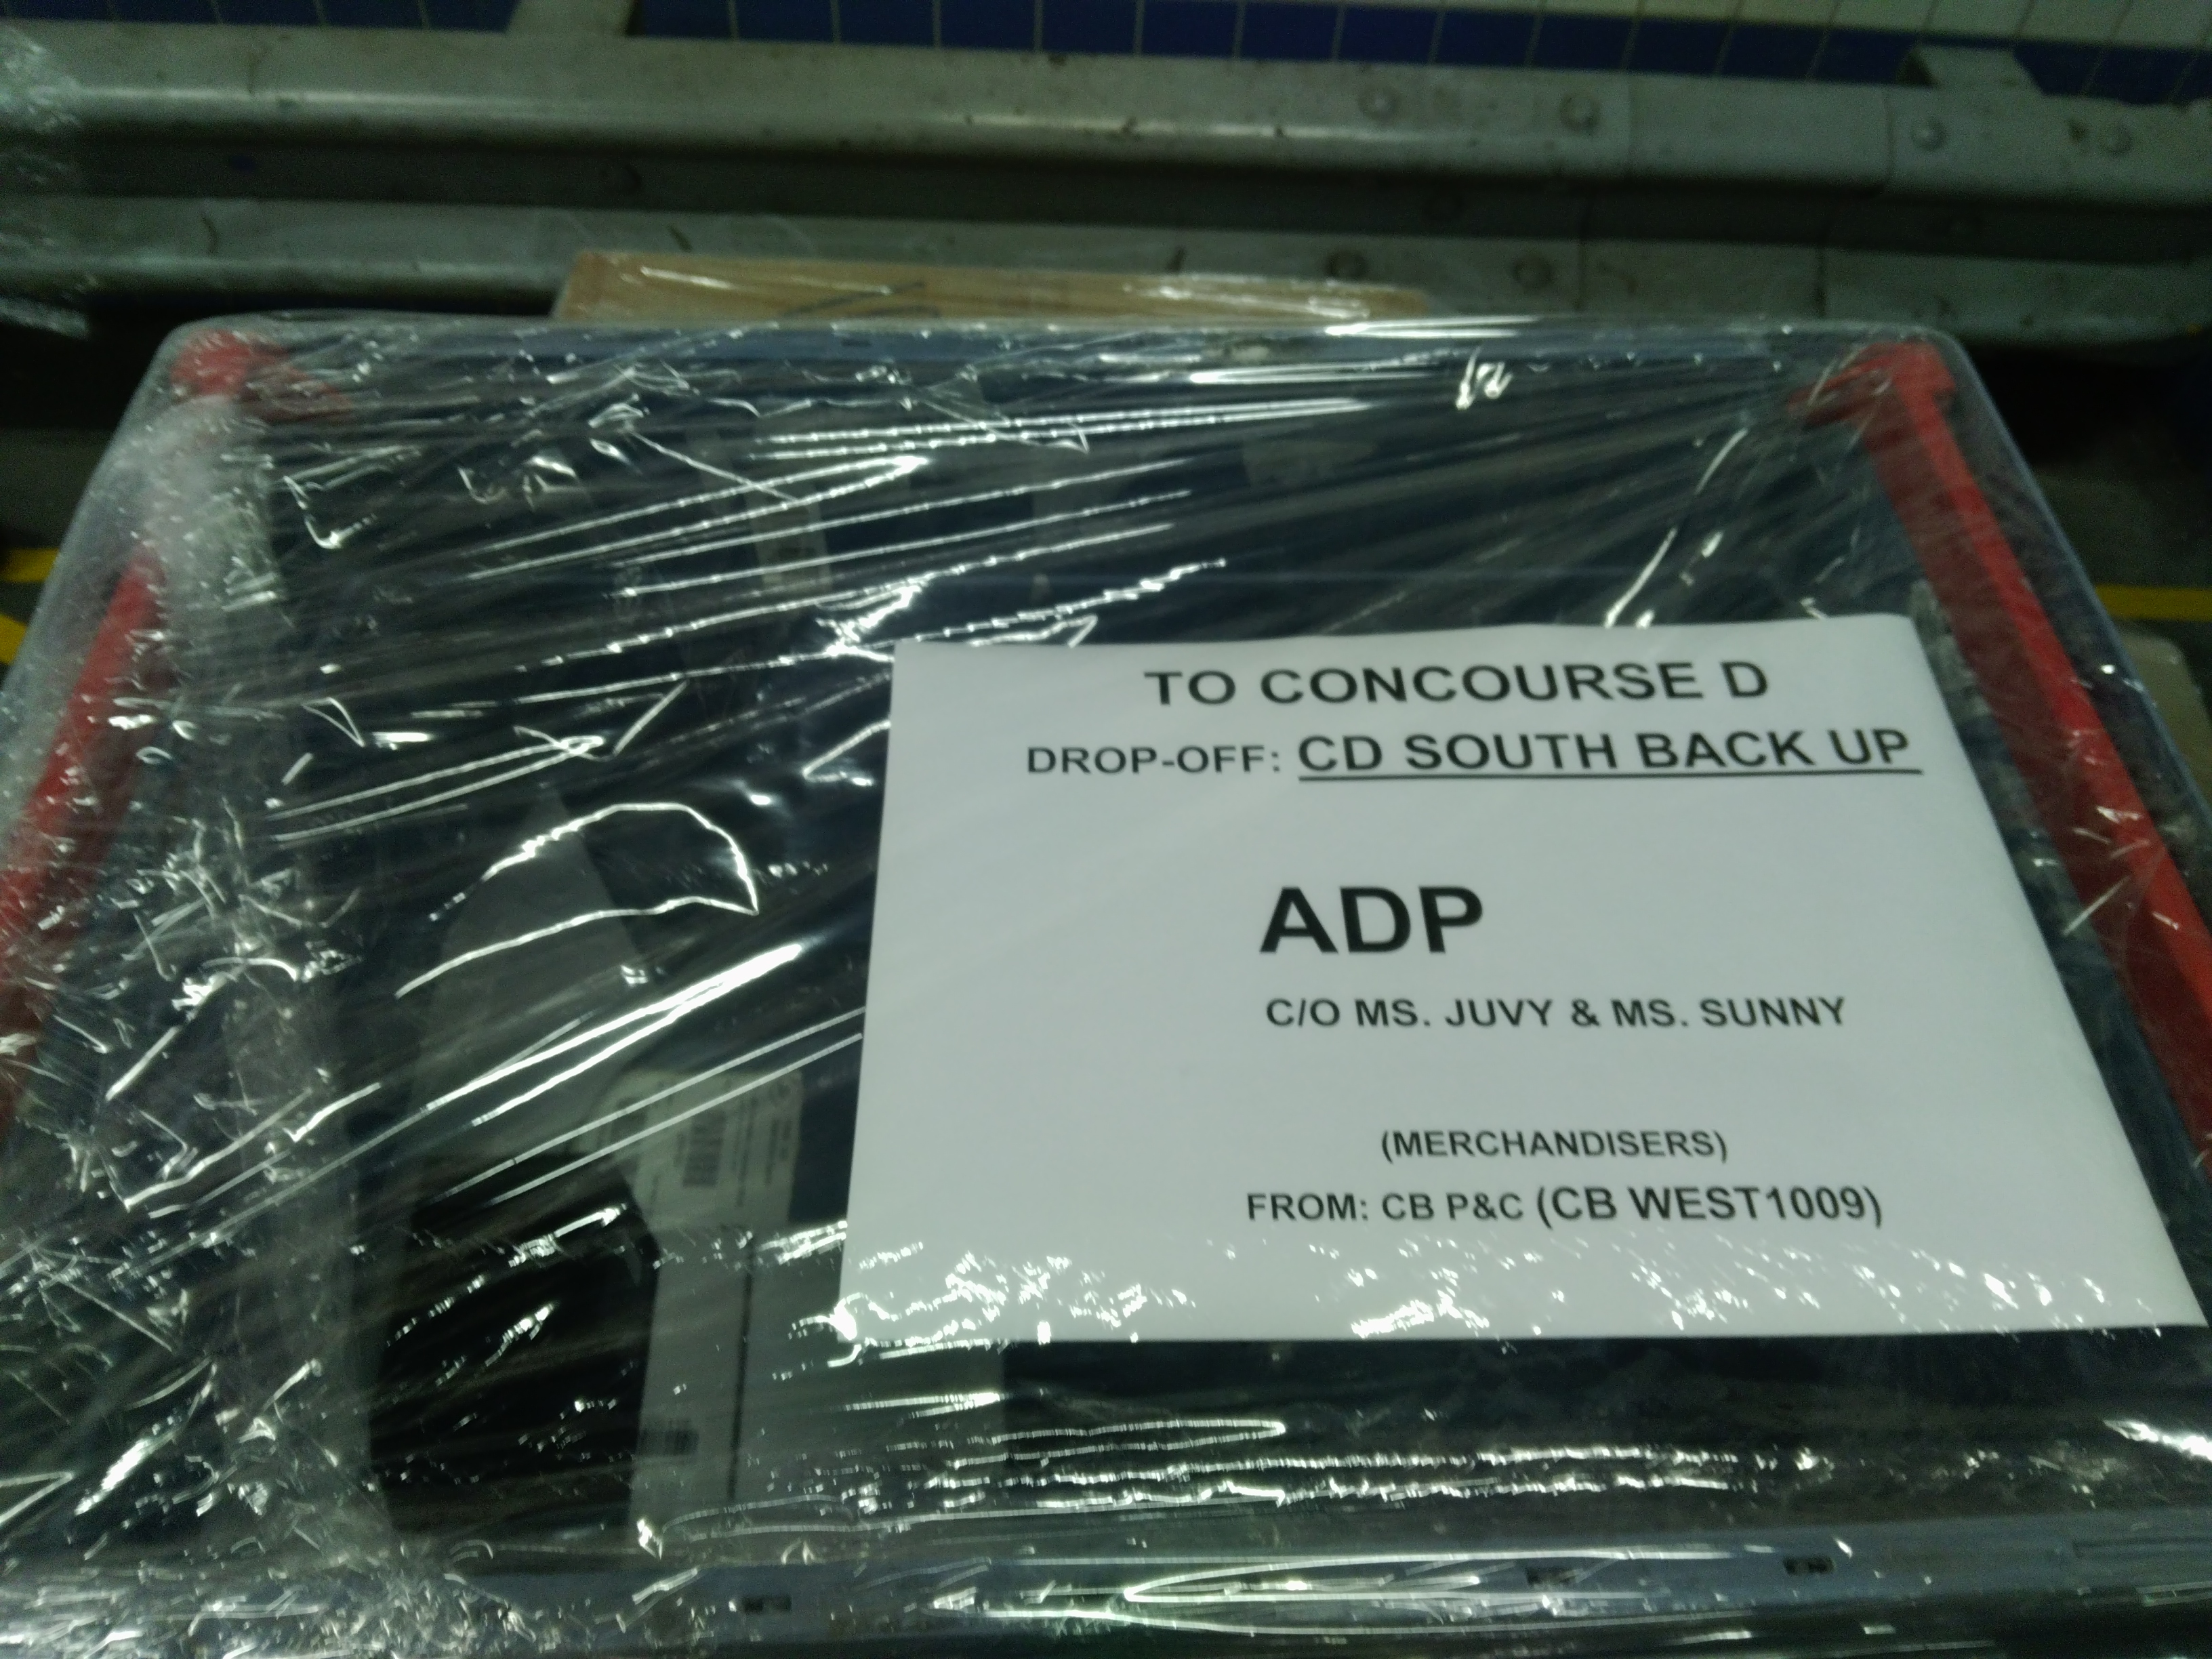 TO CONCOURSE D
DROP-OFF: CD SOUTH BACK UP
ADP
C/O MS. JUVY & MS. SUNNY
(MERCHANDISERS)
FROM: CB P&C (CB WEST1009)